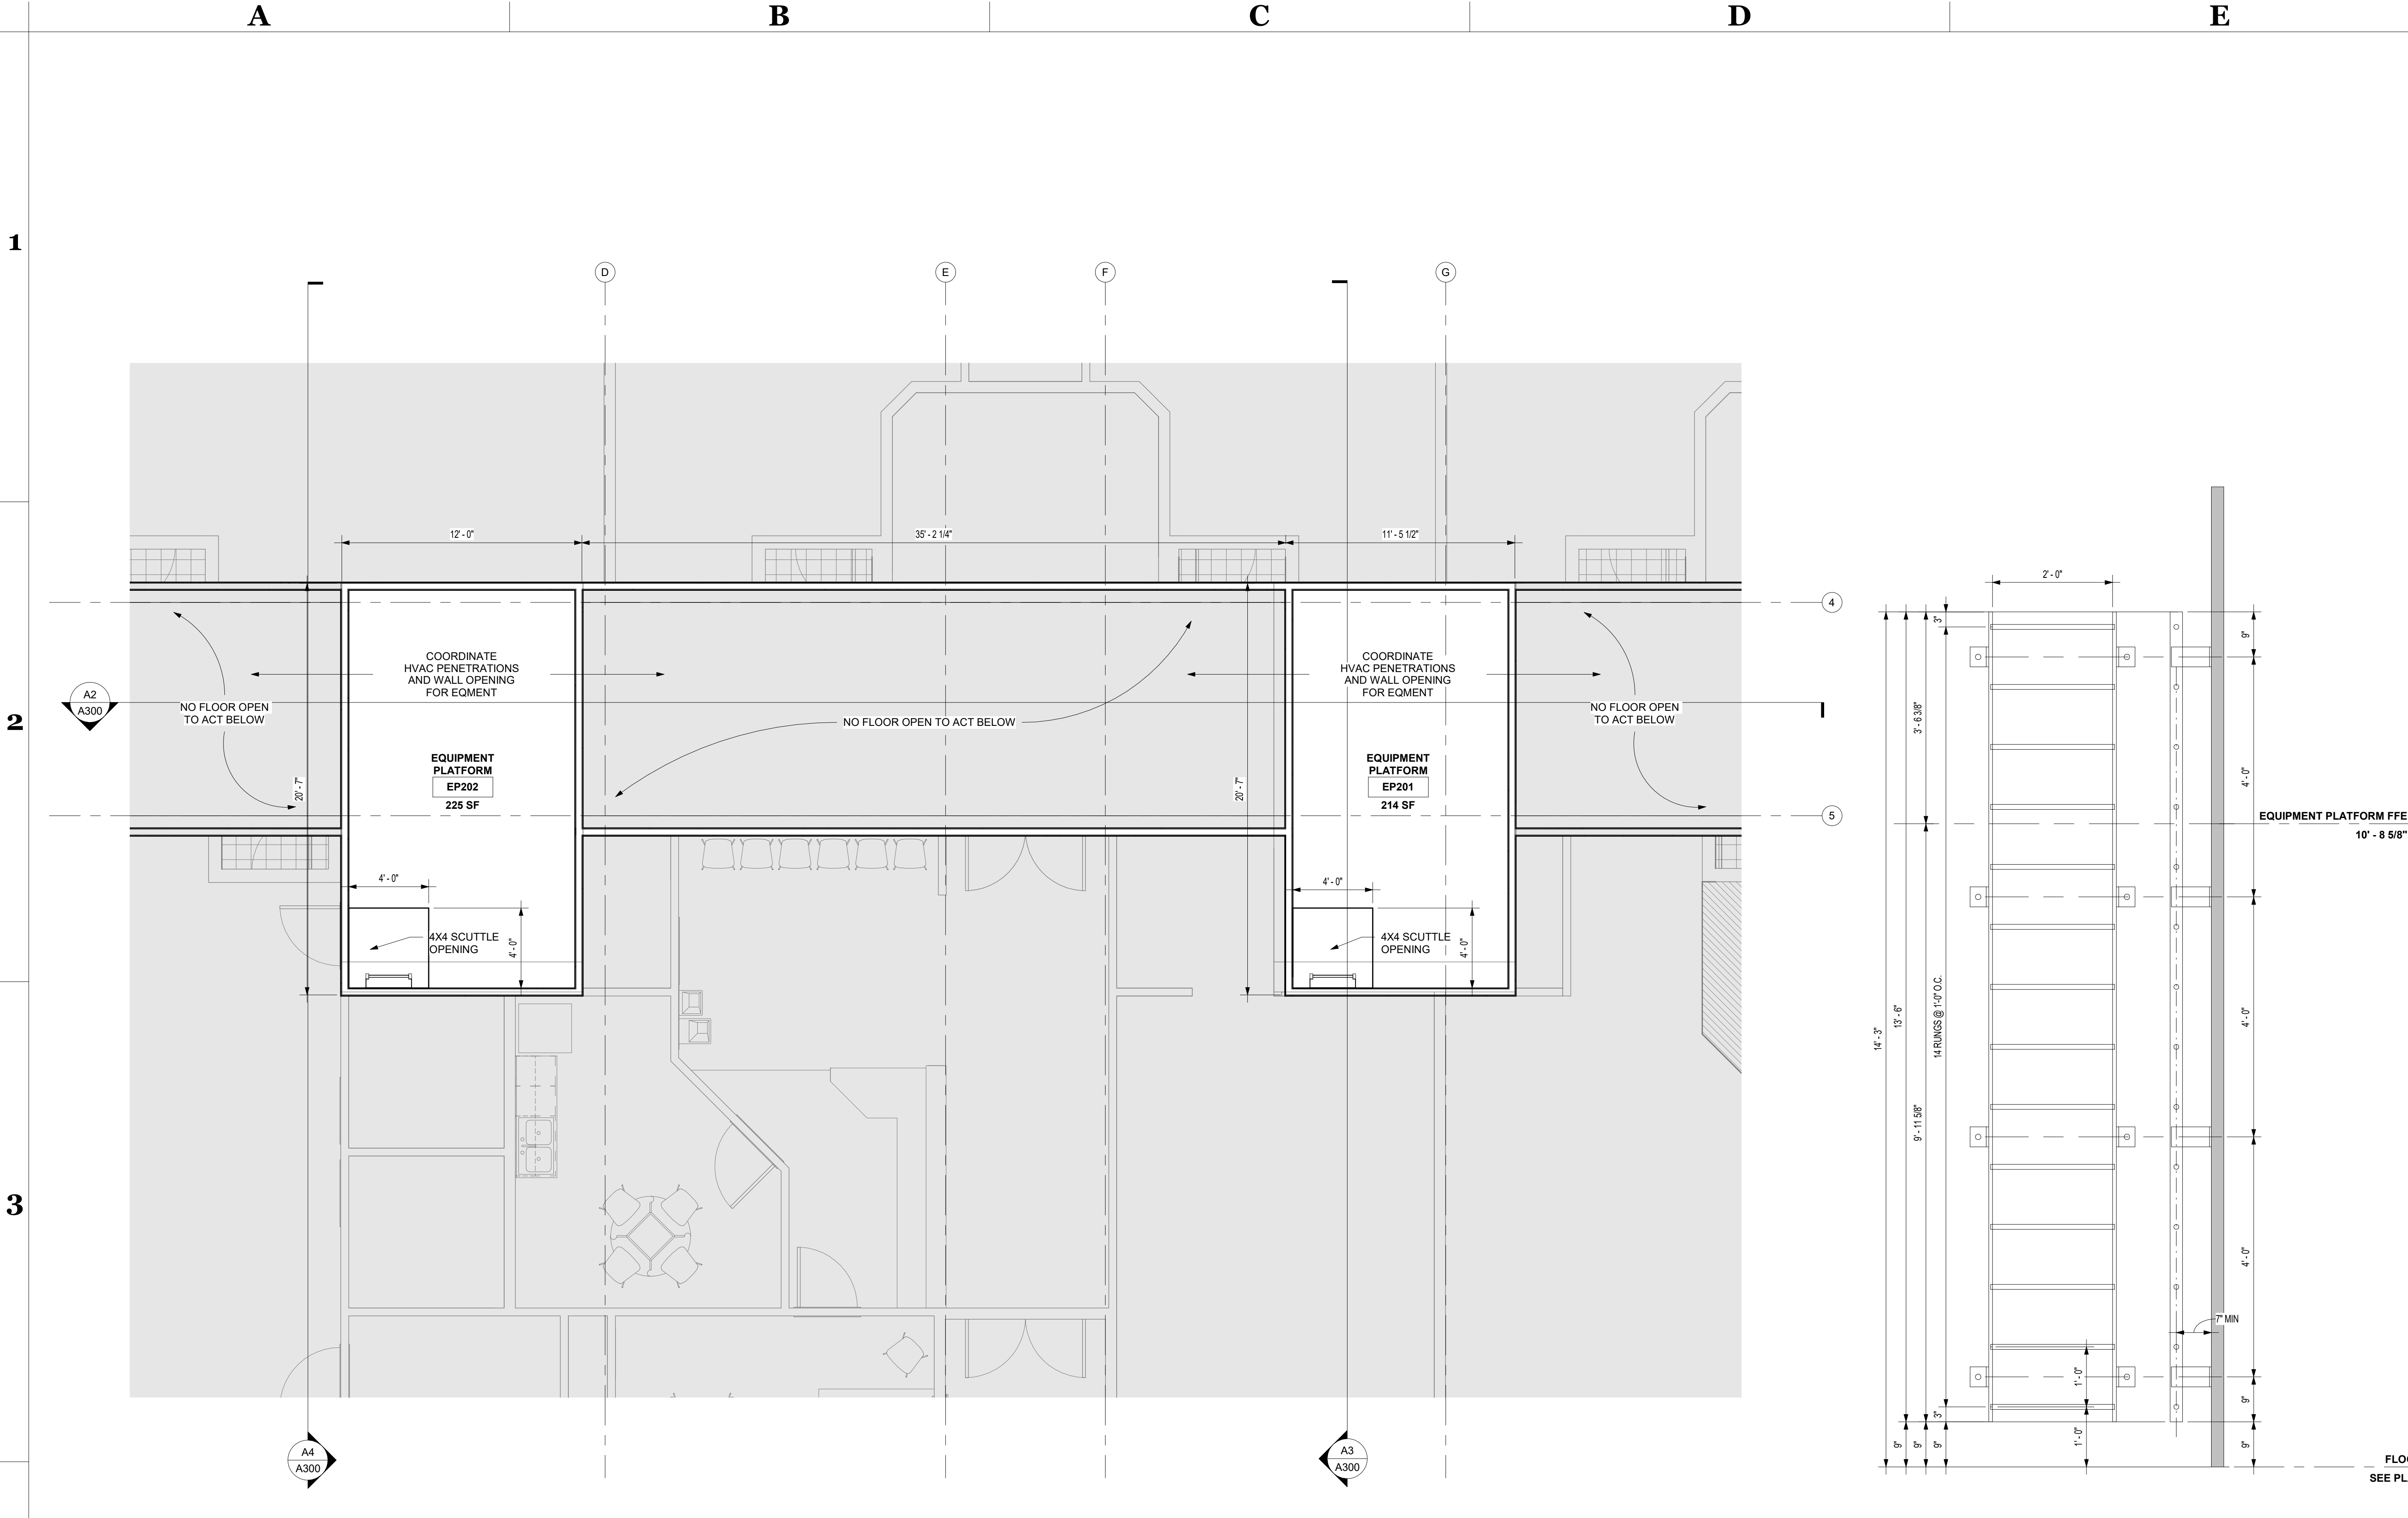 A B C D E
1
D E F G
12' - 0" 35' - 2 1/4" 11' - 5 1/2"
4
COORDINATE
HVAC PENETRATIONS
AND WALL OPENING
FOR EQMENT
COORDINATE
HVAC PENETRATIONS
AND WALL OPENING
FOR EQMENT
A2
A300
2
NO FLOOR OPEN
TO ACT BELOW
NO FLOOR OPEN TO ACT BELOW
NO FLOOR OPEN
TO ACT BELOW
20' - 7"
EQUIPMENT
PLATFORM
EP202
225 SF
20' - 7"
EQUIPMENT
PLATFORM
EP201
214 SF
5
4' - 0"
4X4 SCUTTLE
OPENING
4' - 0"
4' - 0"
4X4 SCUTTLE
OPENING
4' - 0"
3
A4
A300
A3
A300
2' - 0"
3"
9"
3' - 6 3/8"
4' - 0"
EQUIPMENT PLATFORM FFE
10' - 8 5/8"
14' - 3"
13' - 6"
14 RUNGS @ 1'-0" O.C.
9' - 11 5/8"
4' - 0"
4' - 0"
7" MIN
1' - 0"
3"
9"
9"
9"
9"
1' - 0"
9"
FLO
SEE PL